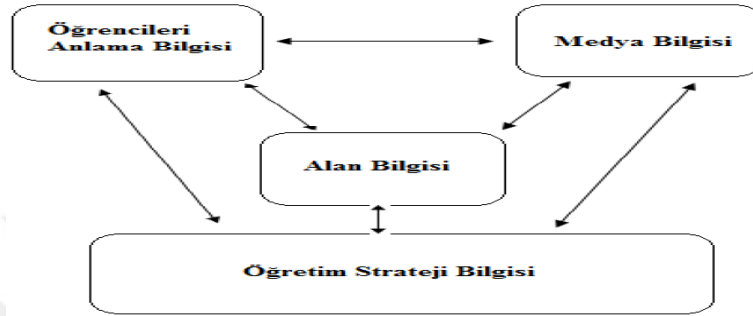 Öğrencileri
Anlama Bilgisi
Medya Bilgisi
Alan Bilgisi
Öğretim Strateji Bilgisi